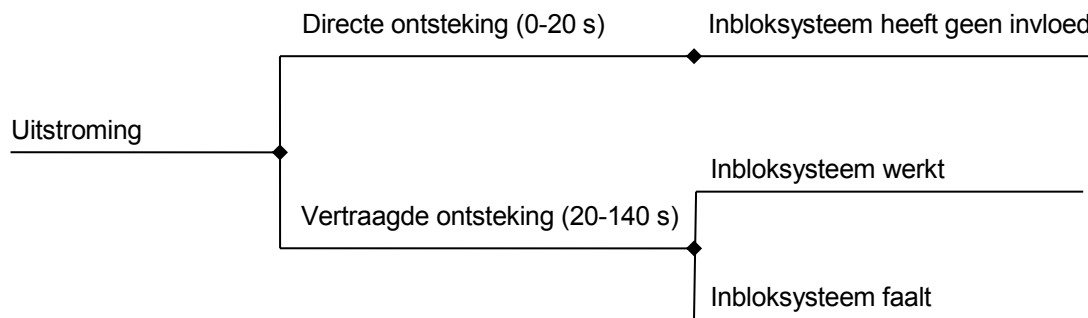 Directe ontsteking (0-20 s)
Inbloksysteem heeft geen invloed
Uitstroming
Inbloksysteem werkt
Vertraagde ontsteking (20-140 s)
Inbloksysteem faalt